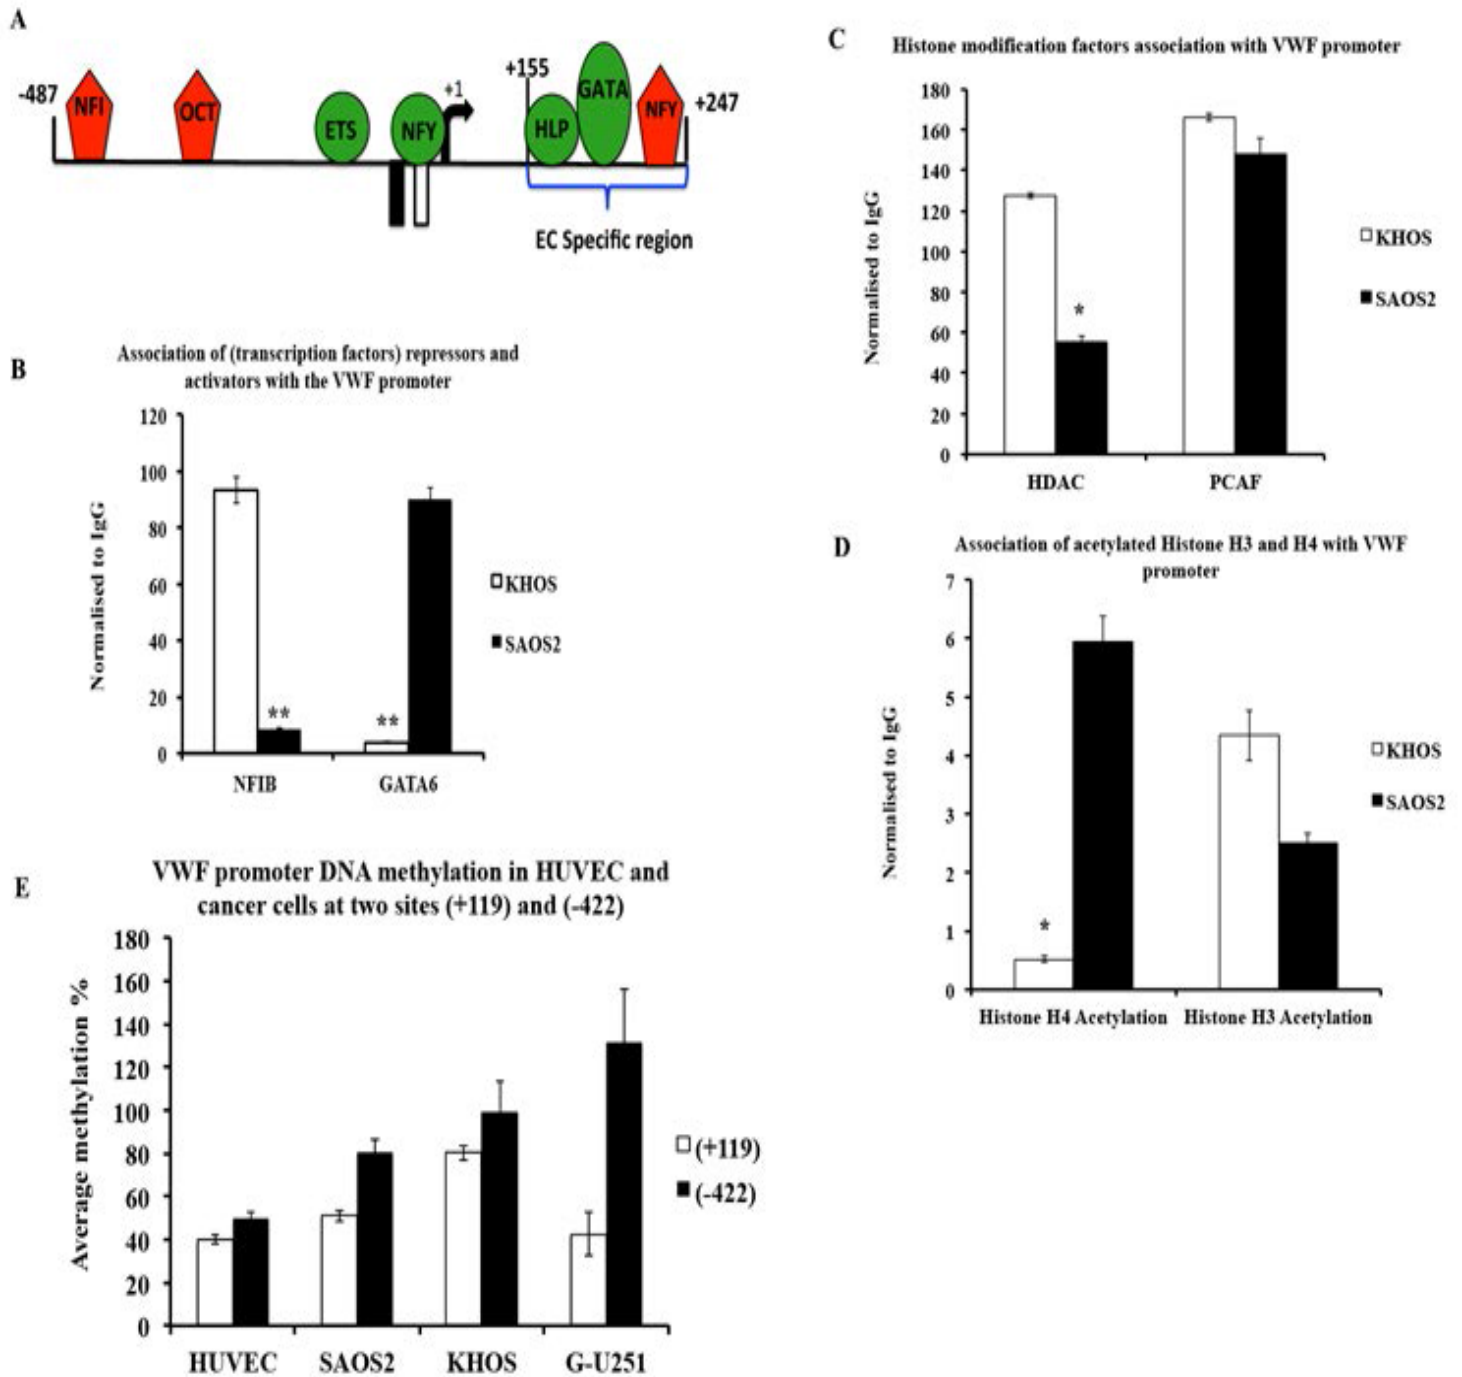 A
-487
NFI
OCT
ETS
NFY
+1
+155
HLP
GATA
NFY
+247
EC Specific region
B
Association of (transcription factors) repressors and
activators with the VWF promoter
Normalised to IgG
120
100
80
60
40
20
0
**
**
NFIB
GATA6
KHOS
SAOS2
C
Histone modification factors association with VWF promoter
Normalised to IgG
180
160
140
120
100
80
60
40
20
0
*
HDAC
PCAF
KHOS
SAOS2
D
Association of acetylated Histone H3 and H4 with VWF
promoter
Normalised to IgG
7
6
5
4
3
2
1
0
*
Histone H4 Acetylation
Histone H3 Acetylation
KHOS
SAOS2
E
VWF promoter DNA methylation in HUVEC and
cancer cells at two sites (+119) and (-422)
Average methylation %
180
160
140
120
100
80
60
40
20
0
HUVEC
SAOS2
KHOS
G-U251
(+119)
(-422)